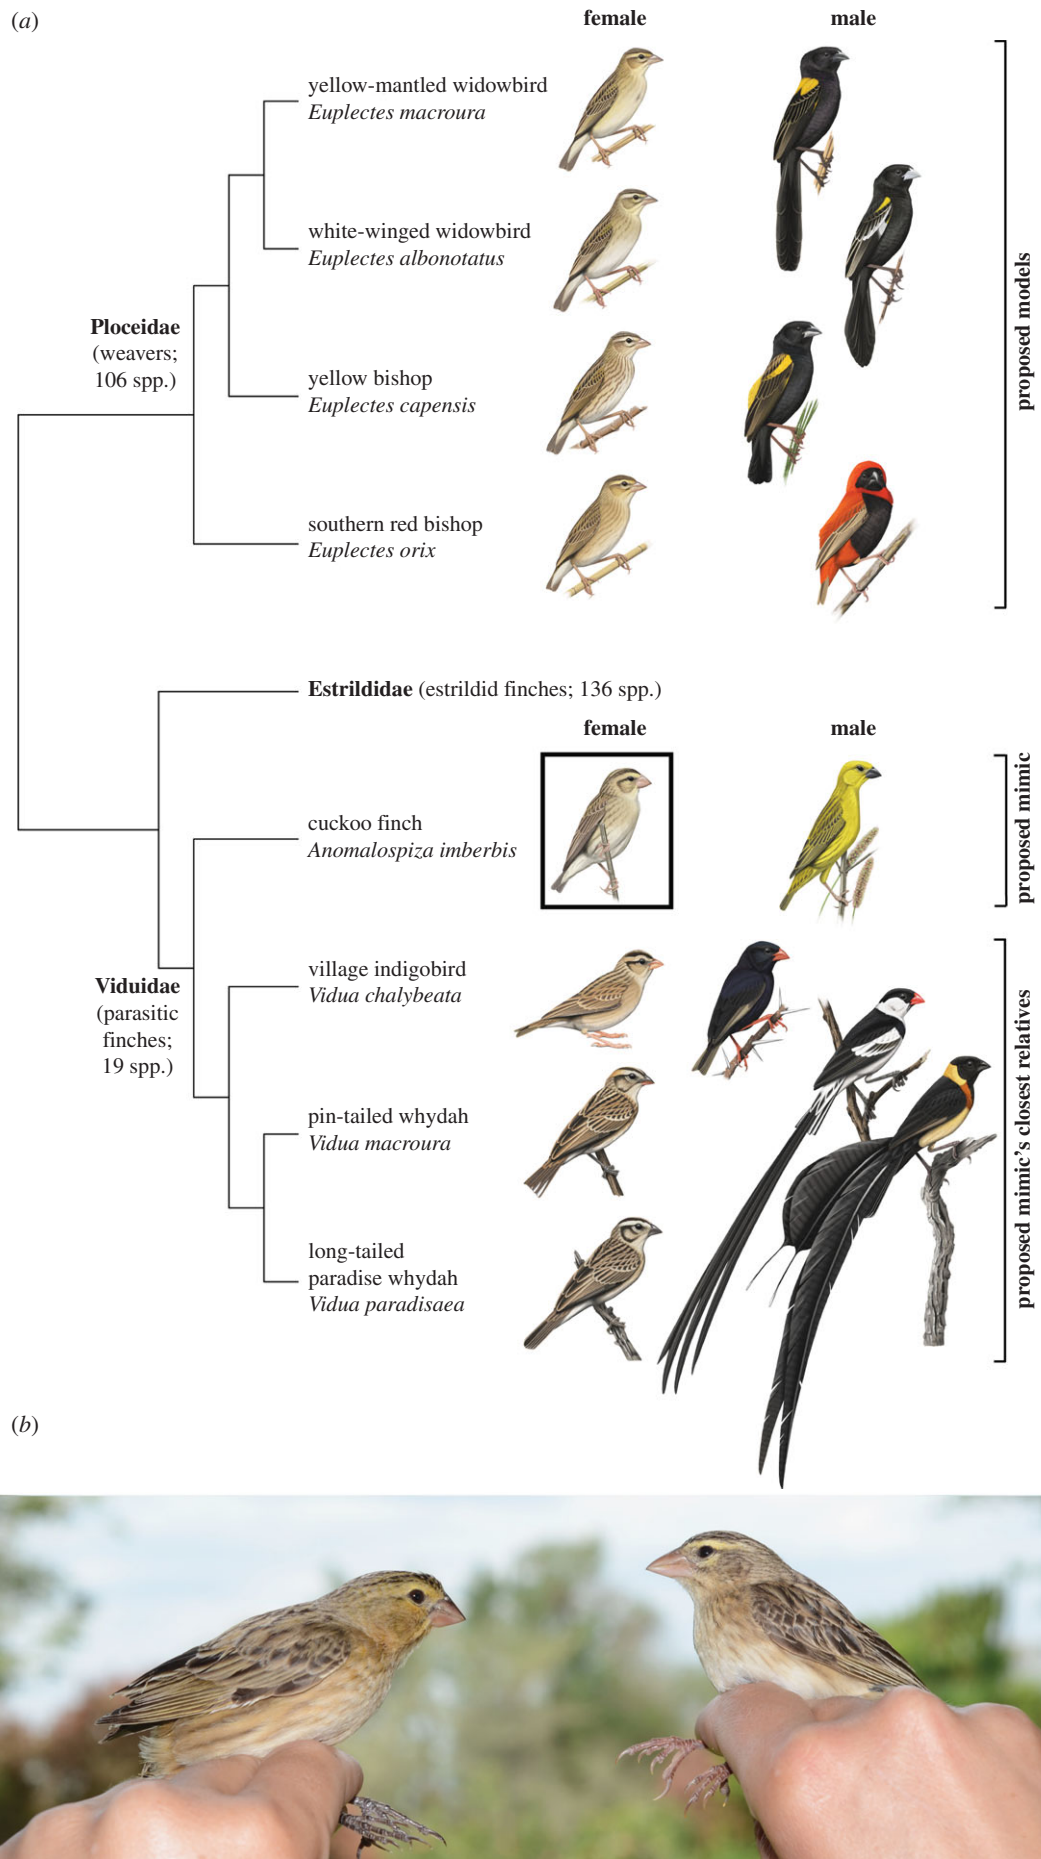 (a)
female male
yellow-mantled widowbird
Euplectes macroura
white-winged widowbird
Euplectes albonotatus
Ploceidae
(weavers;
106 spp.)
yellow bishop
Euplectes capensis
southern red bishop
Euplectes orix
proposed models
Estrildidae (estrildid finches; 136 spp.)
female male
cuckoo finch
Anomalospiza imberbis
proposed mimic
Viduidae
(parasitic
finches;
19 spp.)
village indigobird
Vidua chalybeata
pin-tailed whydah
Vidua macroura
long-tailed
paradise whydah
Vidua paradisaea
proposed mimic's closest relatives
(b)